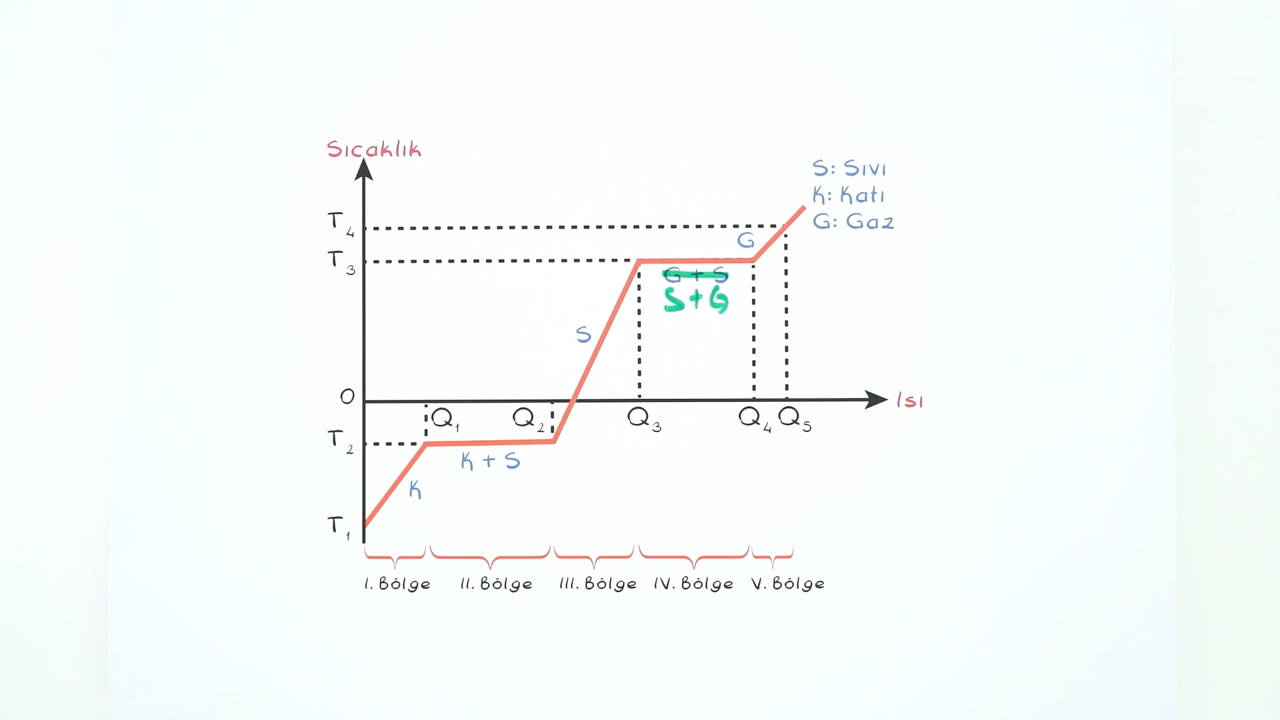 Sıcaklık
S: Sıvı
K: Katı
G: Gaz
T4
T3
G
G + S
S+G
S
0
Isı
Q1
Q2
Q3
Q4
Q5
T2
K + S
K
T1
I. Bölge
II. Bölge
III. Bölge
IV. Bölge
V. Bölge